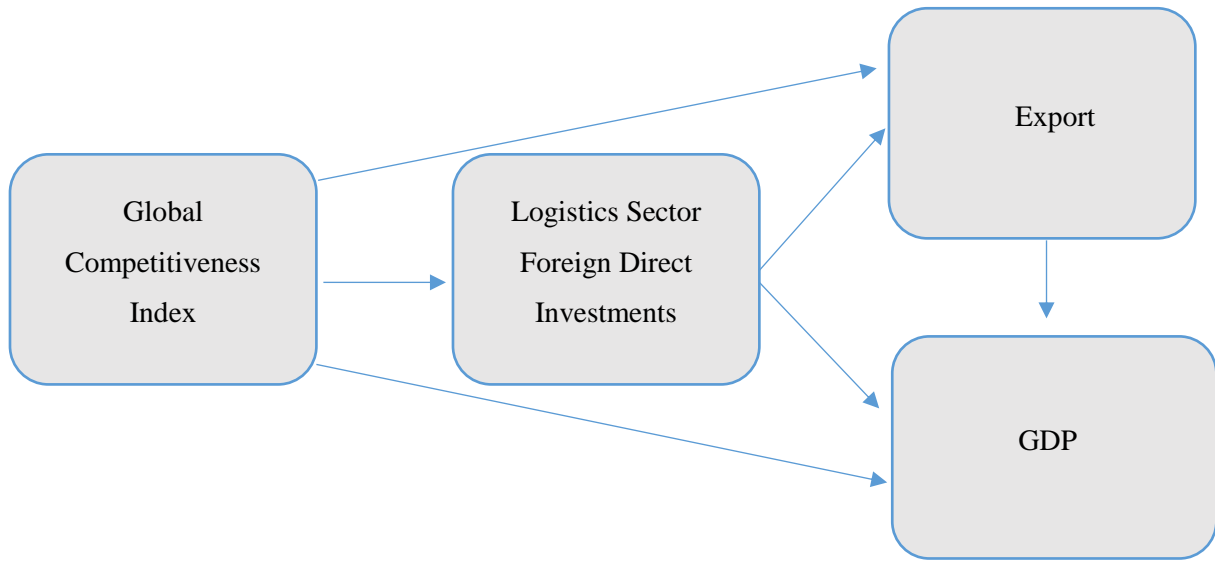 Global
Competitiveness
Index
Logistics Sector
Foreign Direct
Investments
Export
GDP